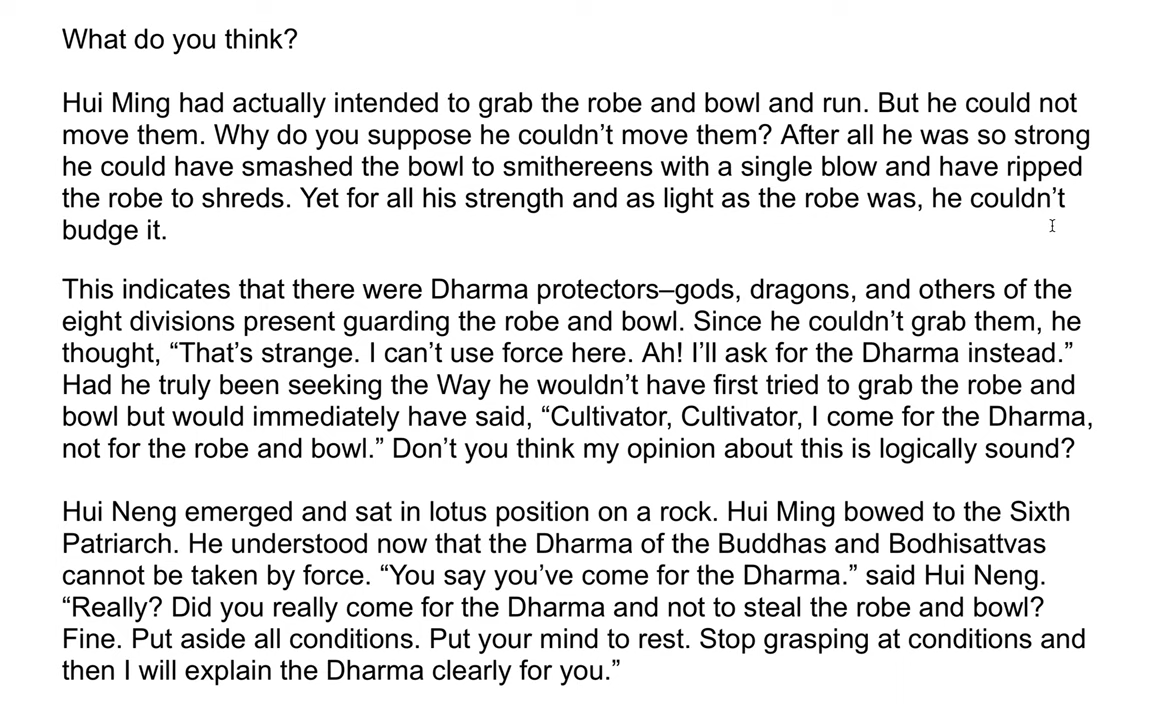 What do you think?
Hui Ming had actually intended to grab the robe and bowl and run. But he could not
move them. Why do you suppose he couldn’t move them? After all he was so strong
he could have smashed the bowl to smithereens with a single blow and have ripped
the robe to shreds. Yet for all his strength and as light as the robe was, he couldn’t
budge it.
This indicates that there were Dharma protectors–gods, dragons, and others of the
eight divisions present guarding the robe and bowl. Since he couldn’t grab them, he
thought, “That’s strange. I can’t use force here. Ah! I’ll ask for the Dharma instead.”
Had he truly been seeking the Way he wouldn’t have first tried to grab the robe and
bowl but would immediately have said, “Cultivator, Cultivator, I come for the Dharma,
not for the robe and bowl.” Don’t you think my opinion about this is logically sound?
Hui Neng emerged and sat in lotus position on a rock. Hui Ming bowed to the Sixth
Patriarch. He understood now that the Dharma of the Buddhas and Bodhisattvas
cannot be taken by force. “You say you’ve come for the Dharma.” said Hui Neng.
“Really? Did you really come for the Dharma and not to steal the robe and bowl?
Fine. Put aside all conditions. Put your mind to rest. Stop grasping at conditions and
then I will explain the Dharma clearly for you.”